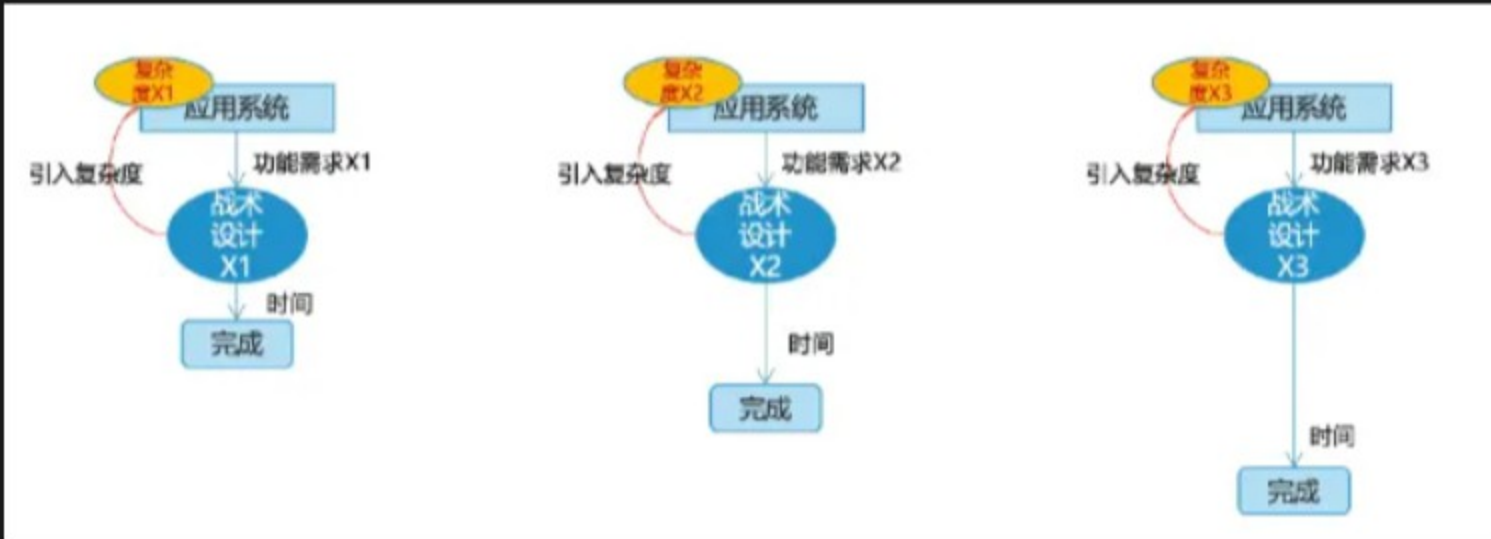 复杂
度X1
应用系统
引入复杂度
功能需求X1
战术
设计
X1
时间
完成
复杂
度X2
应用系统
引入复杂度
功能需求X2
战术
设计
X2
时间
完成
复杂
度X3
应用系统
引入复杂度
功能需求X3
战术
设计
X3
时间
完成